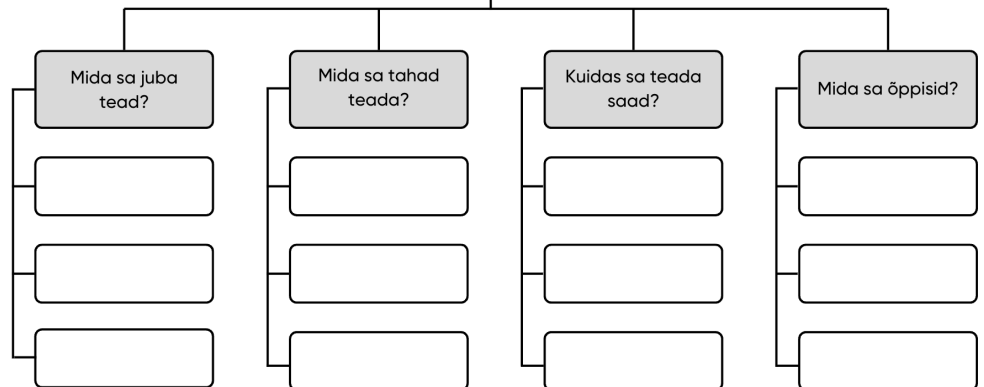 Mida sa juba
tead?
Mida sa tahad
teada?
Kuidas sa teada
saad?
Mida sa õppisid?